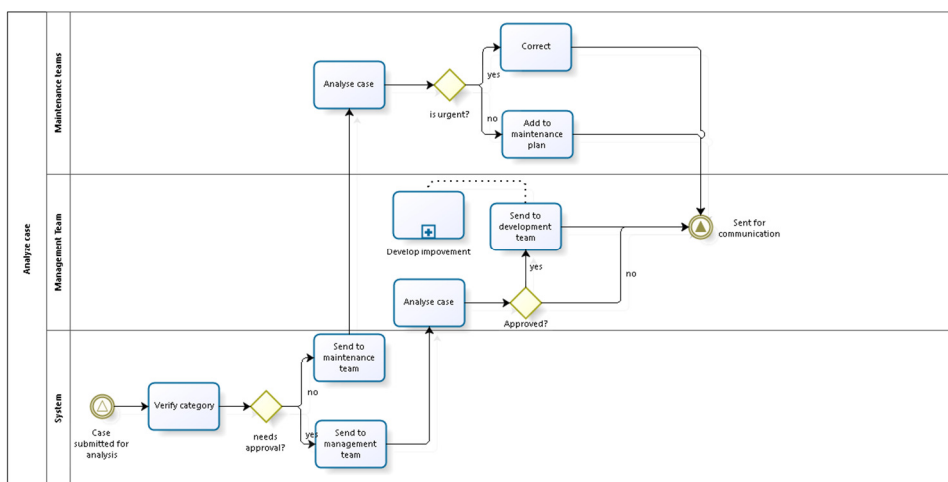 Analyze case
Maintenance teams
Analyse case
is urgent?
yes
no
Correct
Add to
maintenance
plan
Management Team
Develop impovement
Send to
development
team
yes
no
Analyse case
Approved?
Sent for
communication
System
Case
submitted for
analysis
Verify category
needs
approval?
no
yes
Send to
maintenance
team
Send to
management
team